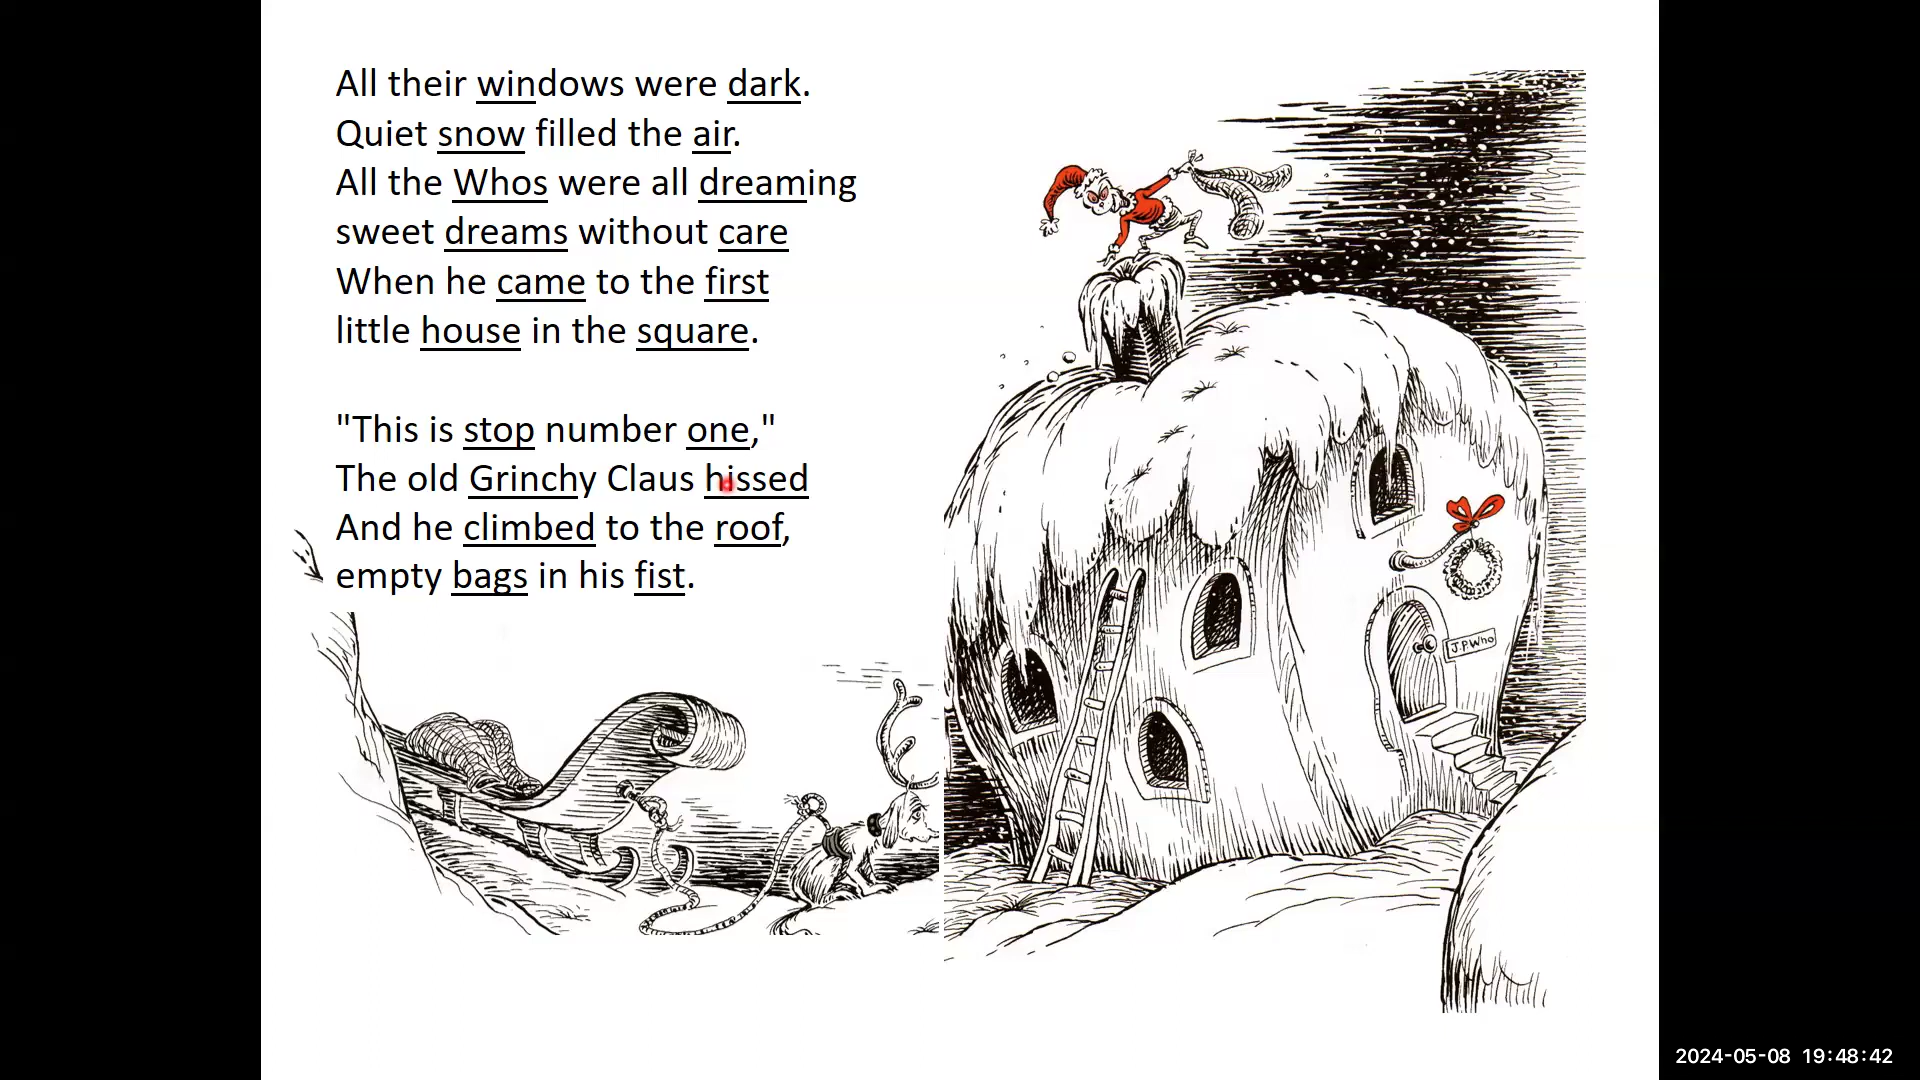 All their windows were dark.
Quiet snow filled the air.
All the Whos were all dreaming
sweet dreams without care
When he came to the first
little house in the square.
"This is stop number one,"
The old Grinchy Claus hissed
And he climbed to the roof,
empty bags in his fist.
J.P.Who
2024-05-08 19:48:42